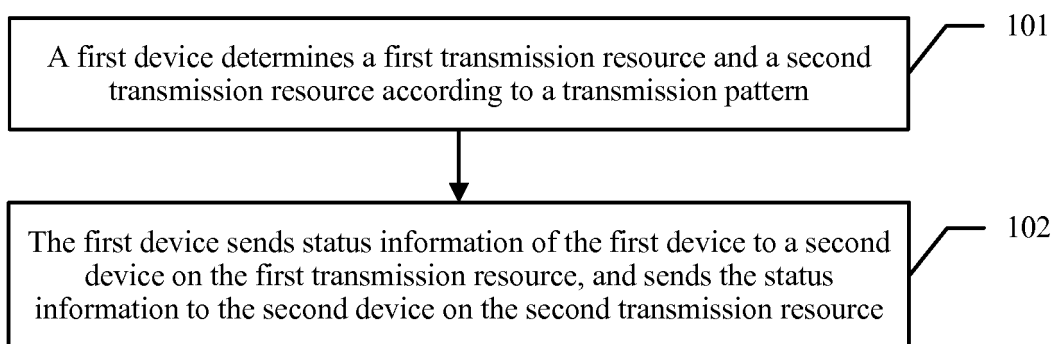 A first device determines a first transmission resource and a second
transmission resource according to a transmission pattern
101
The first device sends status information of the first device to a second
device on the first transmission resource, and sends the status
information to the second device on the second transmission resource
102